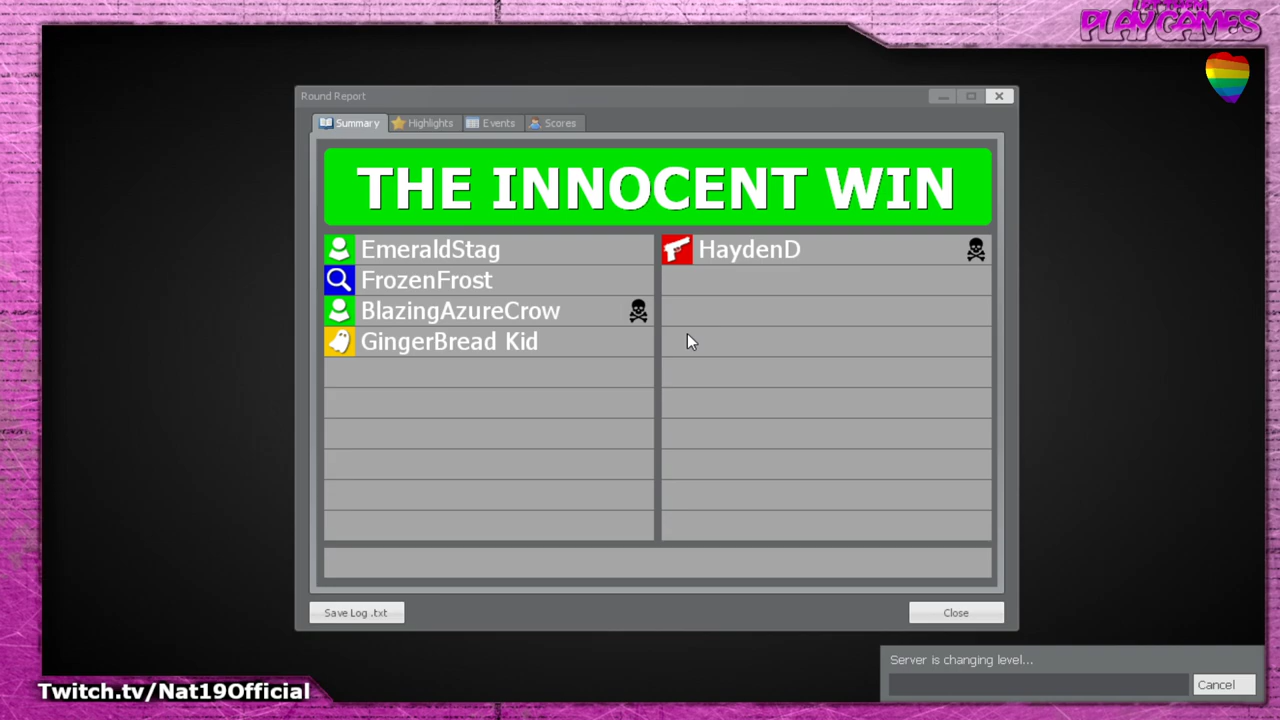 PLAY GAMES
Round Report
Summary
Highlights
Events
Scores
THE INNOCENT WIN
EmeraldStag
HaydenD
FrozenFrost
BlazingAzureCrow
GingerBread Kid
Save Log .txt
Close
Server is changing level...
Cancel
Twitch.tv/Nat19Official